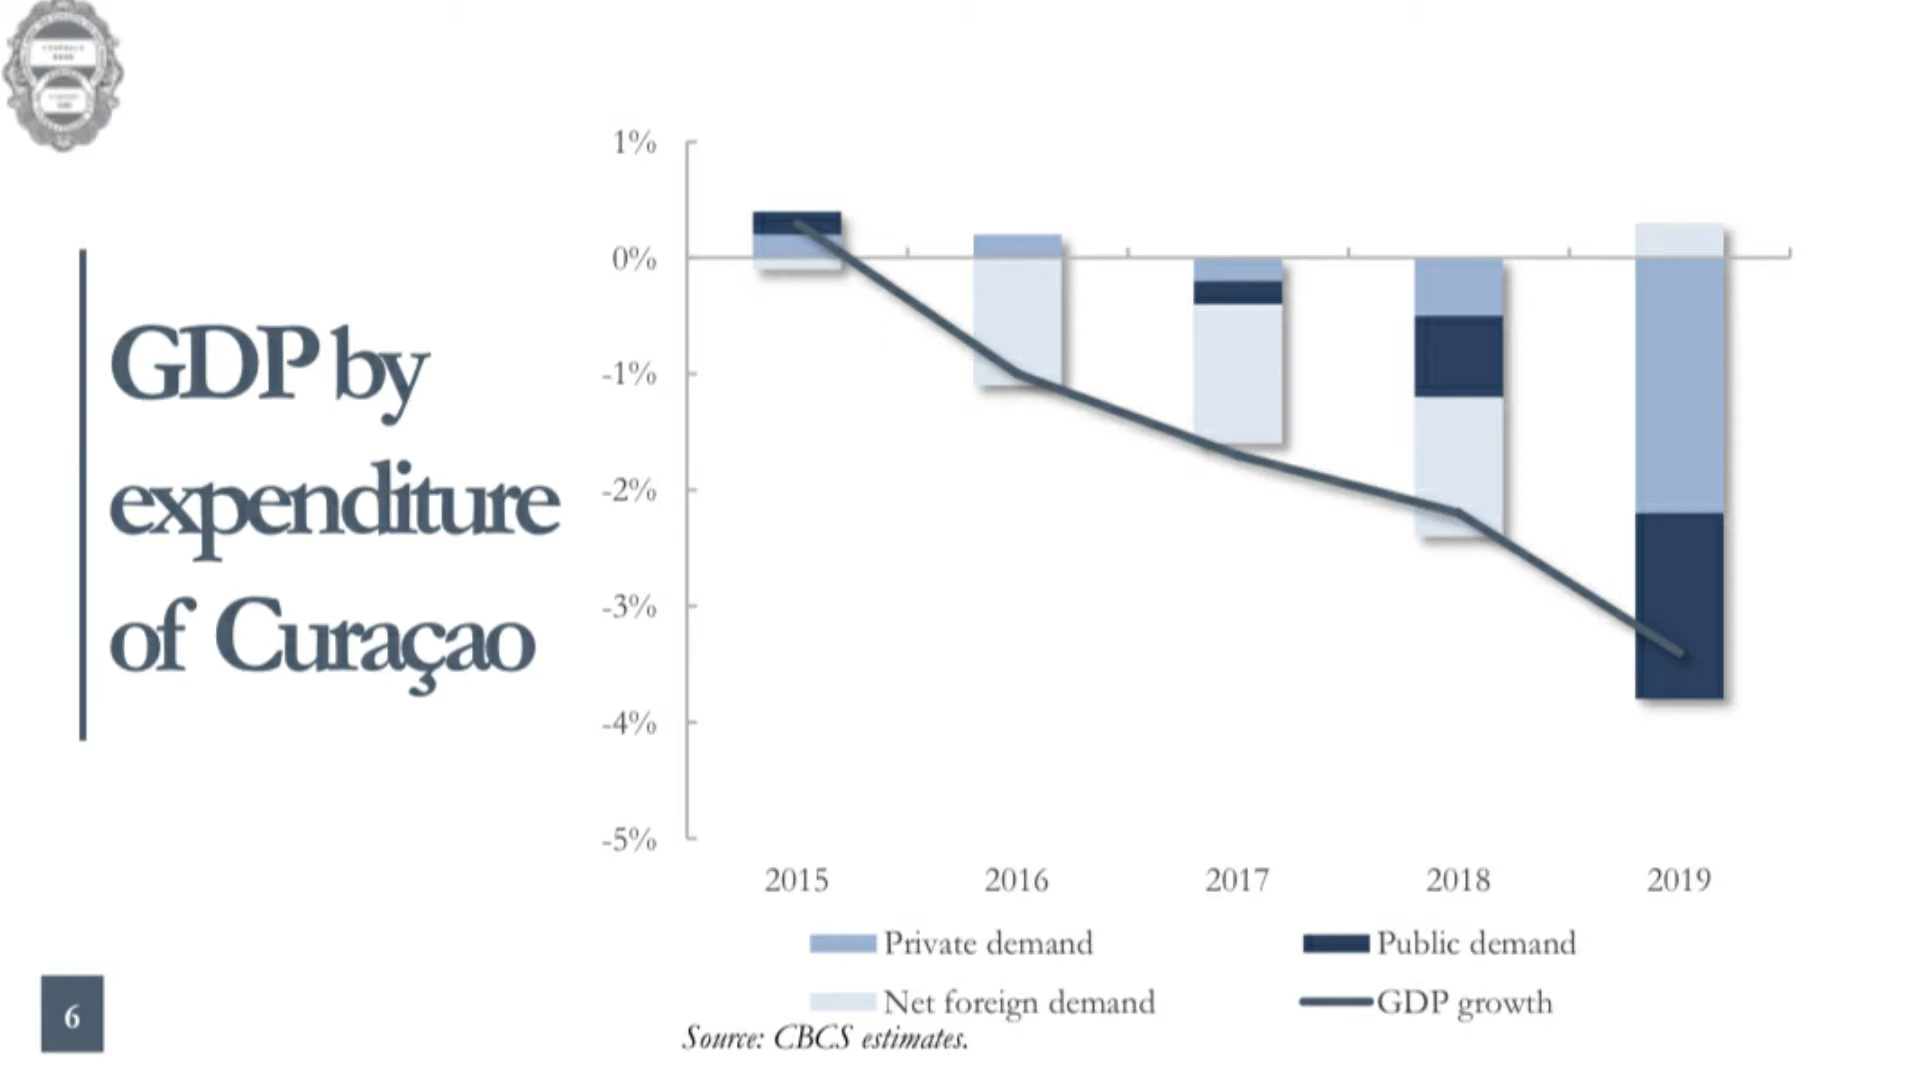 GDP by
expenditure
of Curaçao
1%
0%
-1%
-2%
-3%
-4%
-5%
2015 2016 2017 2018 2019
Private demand Public demand
Net foreign demand GDP growth
Source: CBCS estimates.
6